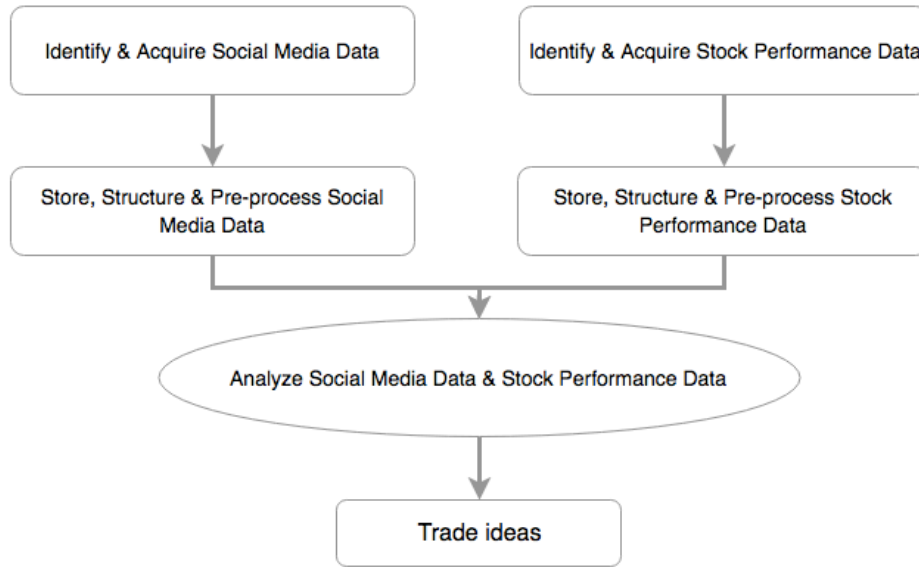 Identify & Acquire Social Media Data
Identify & Acquire Stock Performance Data
Store, Structure & Pre-process Social
Media Data
Store, Structure & Pre-process Stock
Performance Data
Analyze Social Media Data & Stock Performance Data
Trade ideas